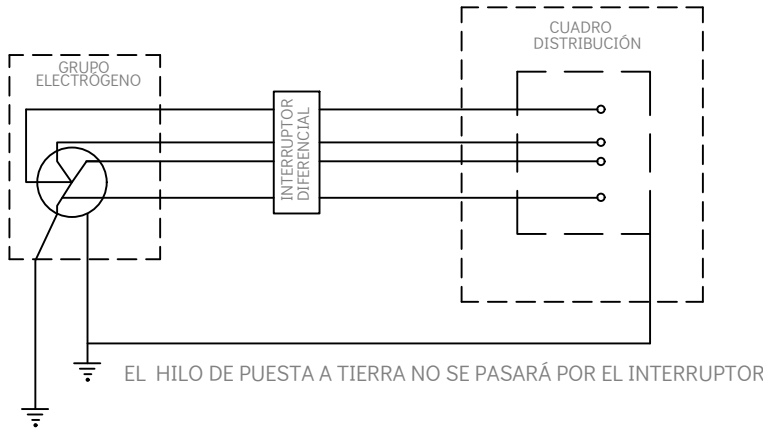 CUADRO
DISTRIBUCIÓN
GRUPO
ELECTRÓGENO
INTERRUPTOR
DIFERENCIAL
EL HILO DE PUESTA A TIERRA NO SE PASARÁ POR EL INTERRUPTOR